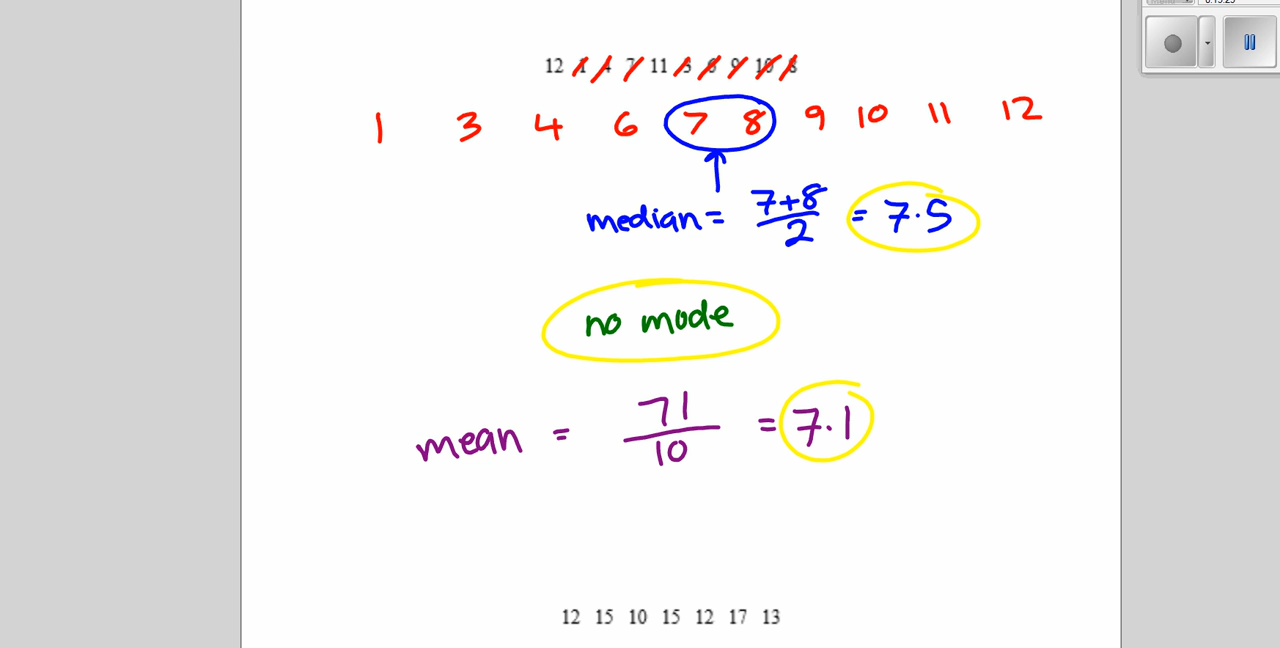 12 1 4 7 11 3 6 9 10 8
1 3 4 6 7 8 9 10 11 12
median = 7+8/2 = 7.5
no mode
mean = 71/10 = 7.1
12 15 10 15 12 17 13